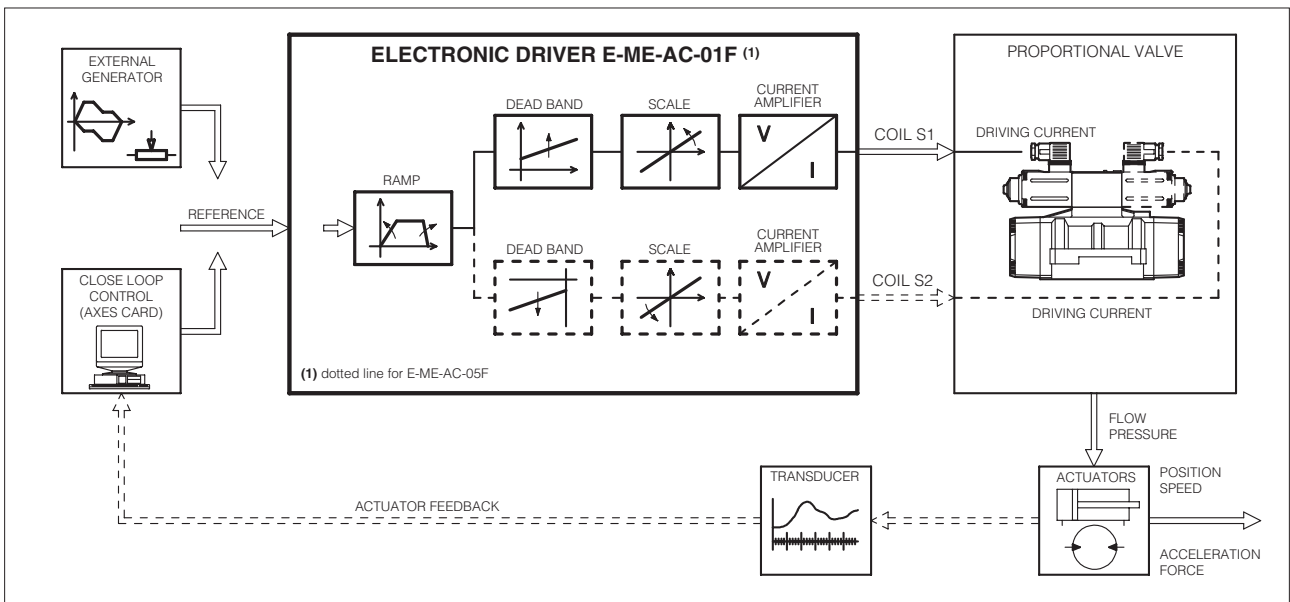 EXTERNAL
GENERATOR
ELECTRONIC DRIVER E-ME-AC-01F (1)
PROPORTIONAL VALVE
DEAD BAND
SCALE
CURRENT
AMPLIFIER
V
I
COIL S1
DRIVING CURRENT
RAMP
REFERENCE
DEAD BAND
SCALE
CURRENT
AMPLIFIER
V
I
COIL S2
DRIVING CURRENT
CLOSE LOOP
CONTROL
(AXES CARD)
(1) dotted line for E-ME-AC-05F
FLOW
PRESSURE
TRANSDUCER
ACTUATORS
POSITION
SPEED
ACTUATOR FEEDBACK
ACCELERATION
FORCE